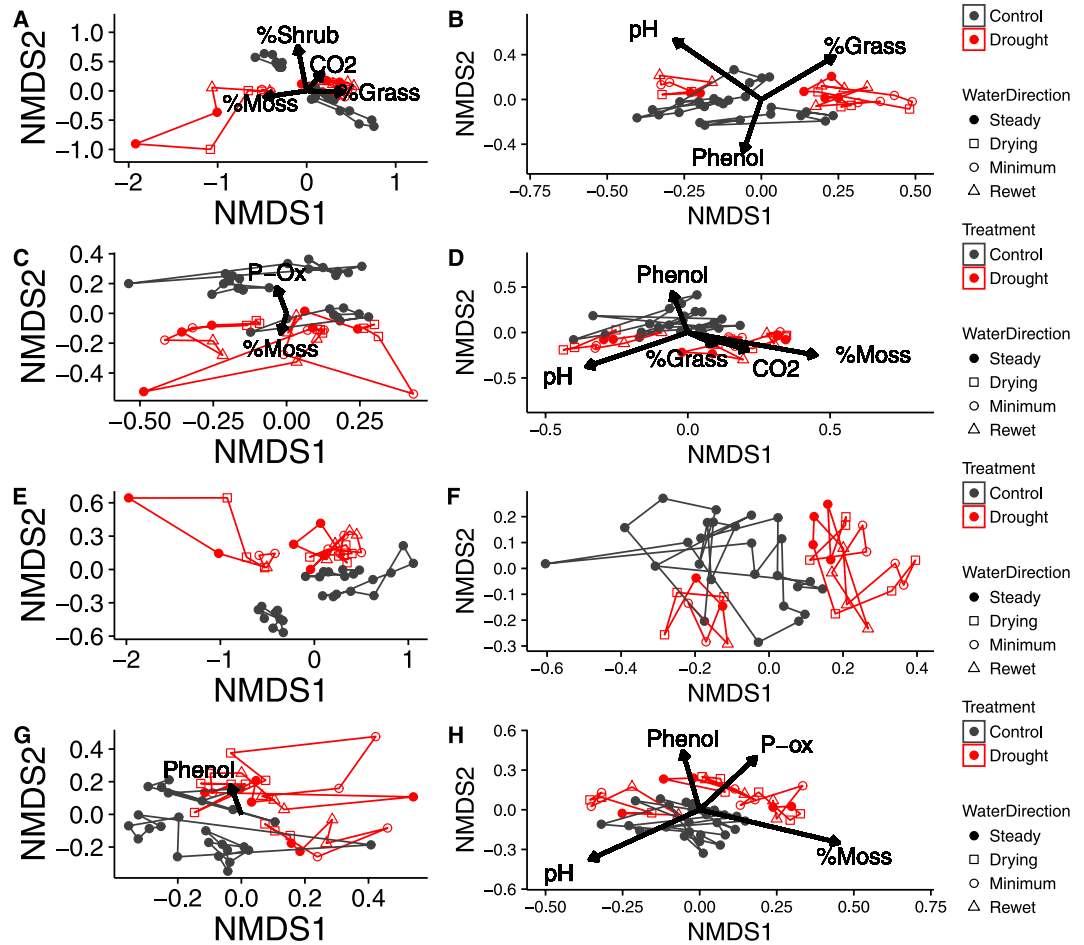 A
NMDS2
1.0
0.5
0.0
−0.5
−1.0
%Shrub
CO2
%Moss
%Grass
−2
−1
0
1
NMDS1
B
NMDS2
0.4
0.0
−0.4
pH
%Grass
Phenol
−0.75
−0.50
−0.25
0.00
0.25
0.50
NMDS1
Control
Drought
WaterDirection
Steady
Drying
Minimum
Rewet
C
NMDS2
0.4
0.2
0.0
−0.2
−0.4
P−Ox
%Moss
−0.50
−0.25
0.00
0.25
NMDS1
D
NMDS2
0.5
0.0
−0.5
Phenol
%Grass
CO2
%Moss
pH
−0.5
0.0
0.5
NMDS1
Treatment
Control
Drought
WaterDirection
Steady
Drying
Minimum
Rewet
E
NMDS2
0.6
0.3
0.0
−0.3
−0.6
−2
−1
0
1
NMDS1
F
NMDS2
0.2
0.1
0.0
−0.1
−0.2
−0.3
−0.6
−0.4
−0.2
0.0
0.2
0.4
NMDS1
Treatment
Control
Drought
WaterDirection
Steady
Drying
Minimum
Rewet
G
NMDS2
0.4
0.2
0.0
−0.2
Phenol
−0.2
0.0
0.2
0.4
NMDS1
H
NMDS2
0.6
0.3
0.0
−0.3
−0.6
Phenol
P−ox
%Moss
pH
−0.50
−0.25
0.00
0.25
0.50
0.75
NMDS1
Treatment
Control
Drought
WaterDirection
Steady
Drying
Minimum
Rewet